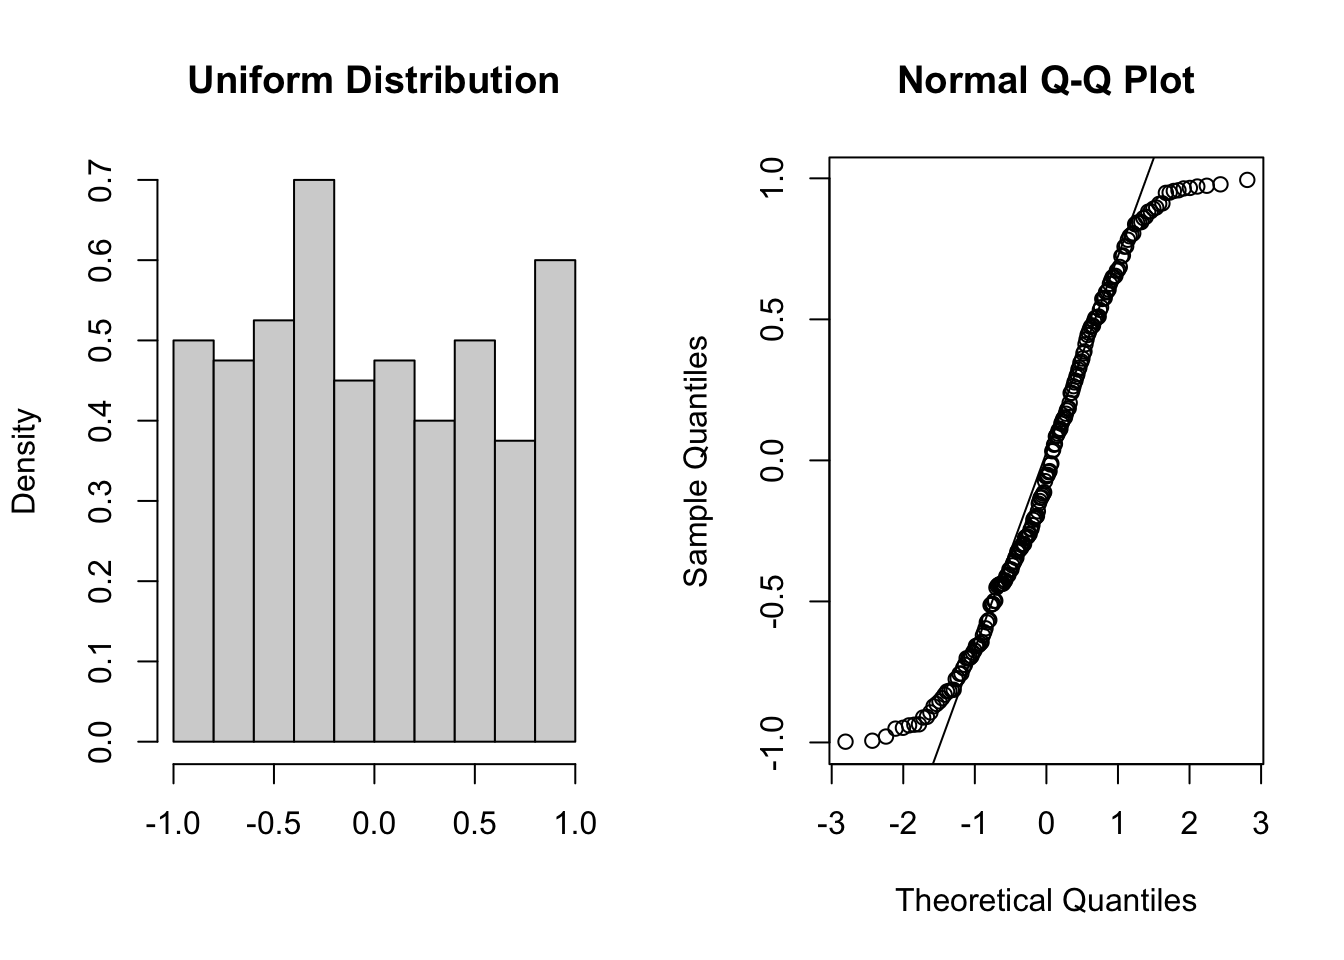 Uniform Distribution
Density
0.7
0.6
0.5
0.4
0.3
0.2
0.1
0.0
-1.0 -0.5 0.0 0.5 1.0
Normal Q-Q Plot
Sample Quantiles
1.0
0.5
0.0
-0.5
-1.0
-3 -2 -1 0 1 2 3
Theoretical Quantiles